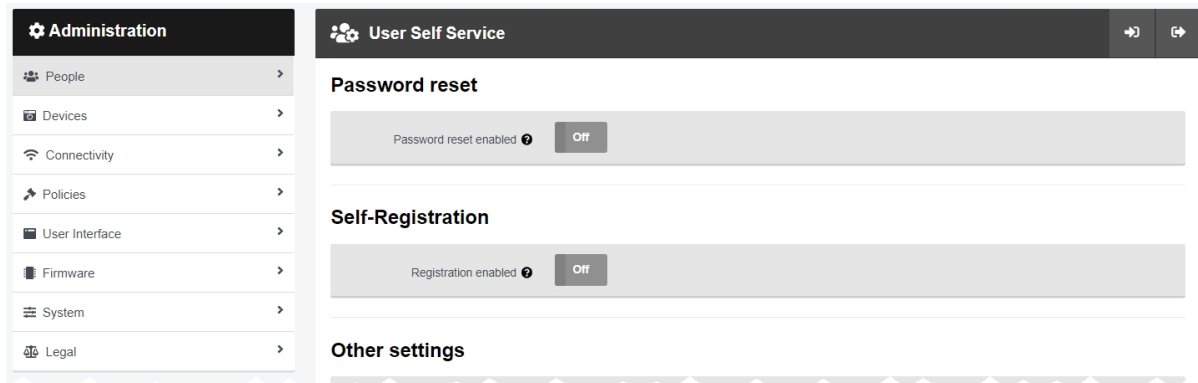 Administration
People
Devices
Connectivity
Policies
User Interface
Firmware
System
Legal
User Self Service
Password reset
Password reset enabled
Off
Self-Registration
Registration enabled
Off
Other settings